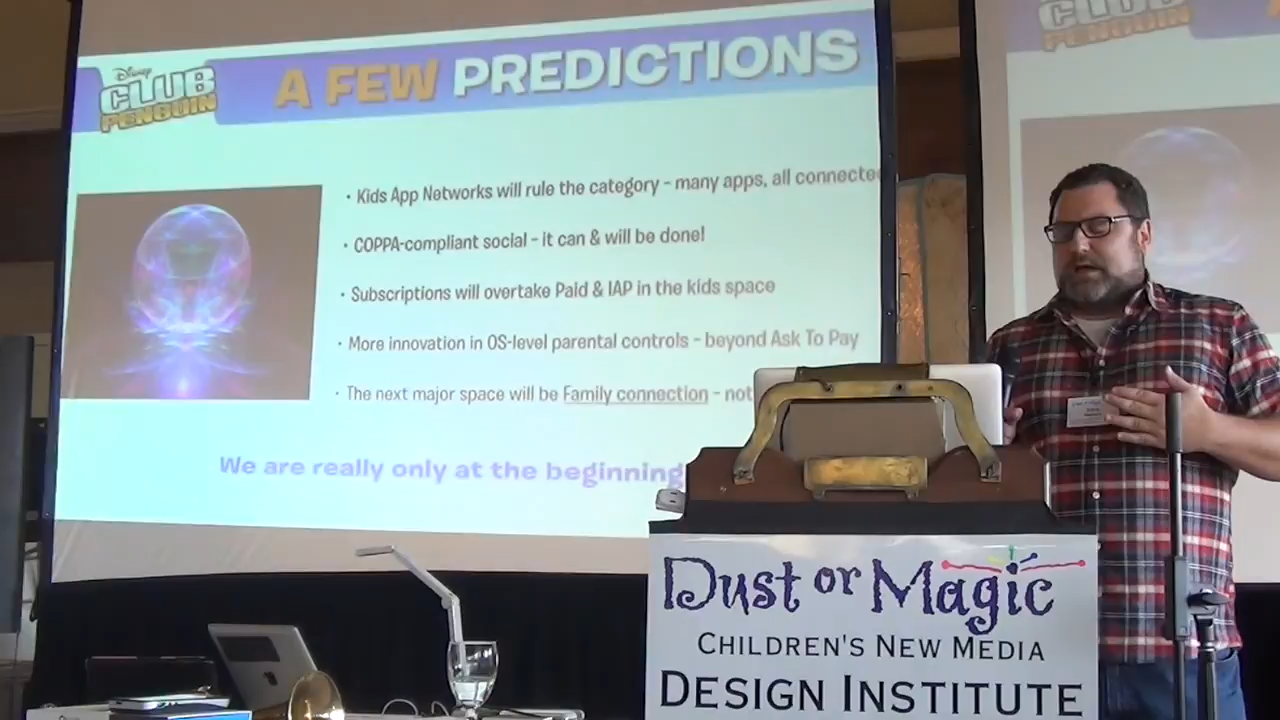 Disney
CLUB
PENGUIN
A FEW PREDICTIONS
• Kids App Networks will rule the category - many apps, all connected
• COPPA-compliant social - it can & will be done!
• Subscriptions will overtake Paid & IAP in the kids space
• More innovation in OS-level parental controls - beyond Ask To Pay
• The next major space will be Family connection - not
We are really only at the beginning
CLUB
PENGUIN
Dust or Magic
CHILDREN'S NEW MEDIA
DESIGN INSTITUTE